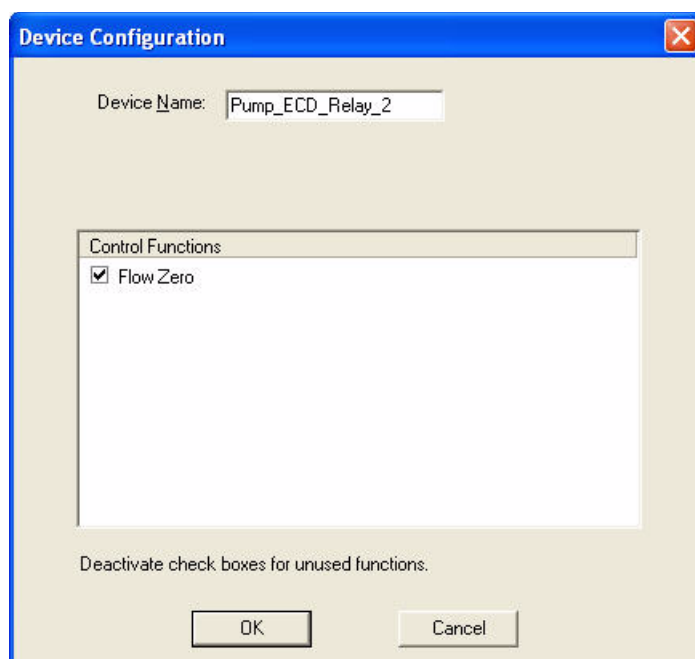 Device Configuration
Device Name: Pump_ECD_Relay_2
Control Functions
Flow Zero
Deactivate check boxes for unused functions.
OK Cancel